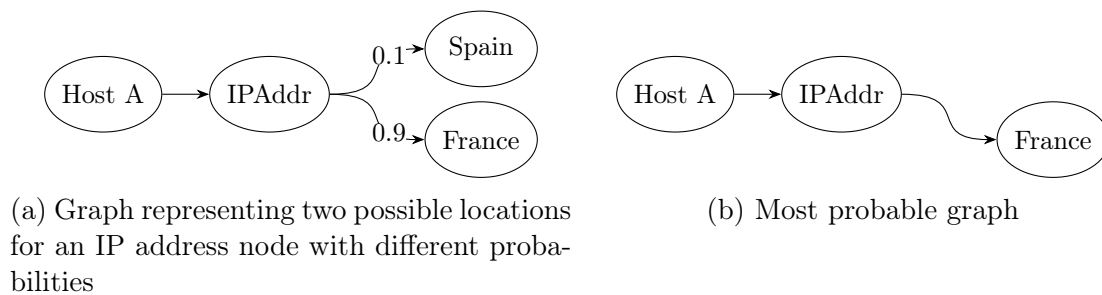 Host A
IPAddr
0.1
Spain
0.9
France
(a) Graph representing two possible locations
for an IP address node with different proba-
bilities
Host A
IPAddr
France
(b) Most probable graph